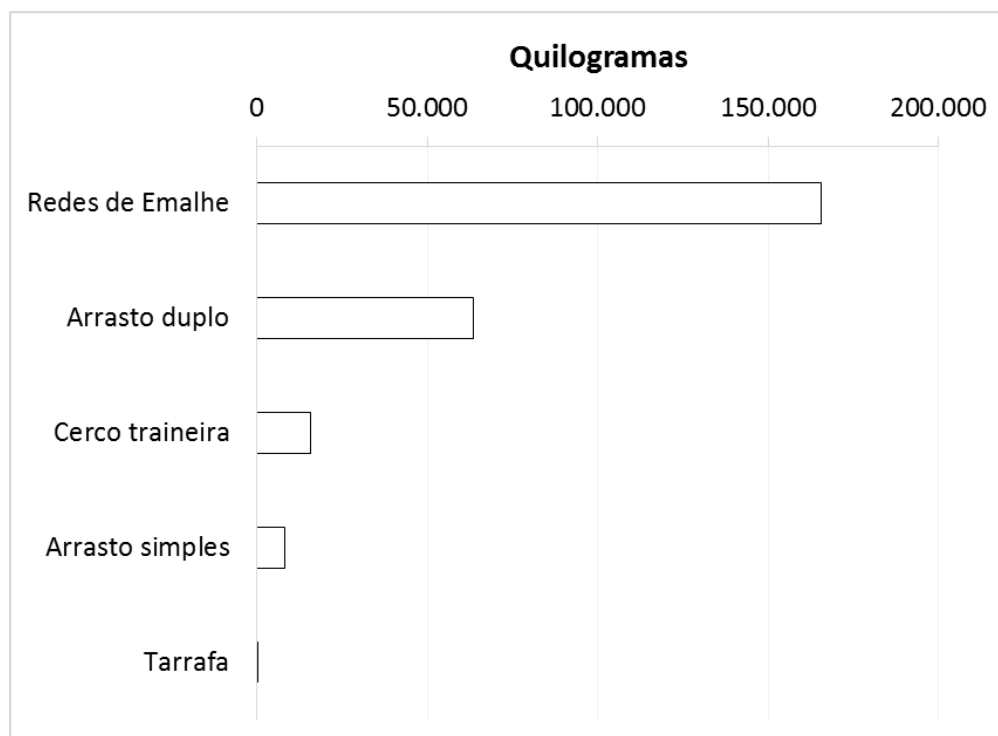 Quilogramas
0 50.000 100.000 150.000 200.000
Redes de Emalhe
Arrasto duplo
Cerco traineira
Arrasto simples
Tarrafa